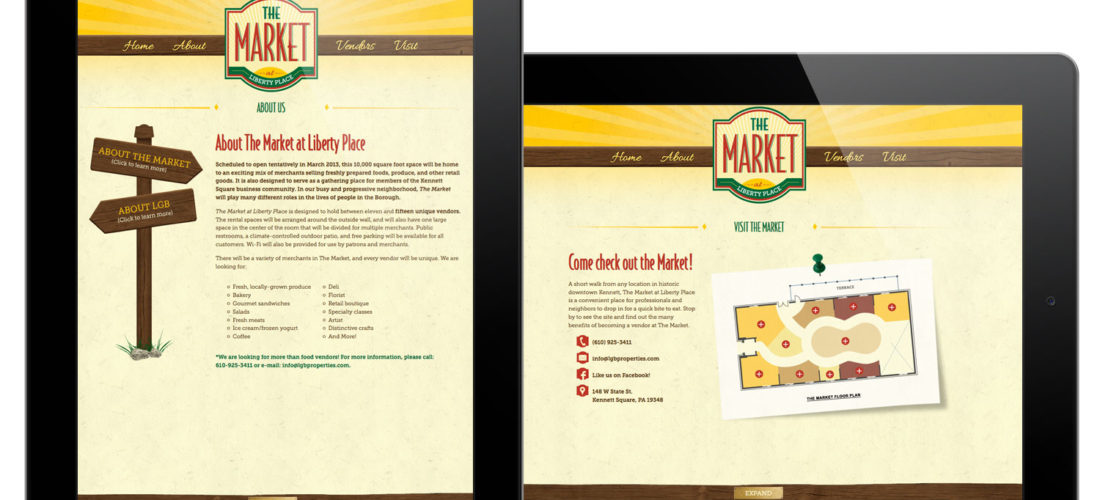 THE
MARKET
at
LIBERTY PLACE
Home About Vendors Visit
ABOUT US
ABOUT THE MARKET
(Click to learn more)
ABOUT LGB
(Click to learn more)
About The Market at Liberty Place
Scheduled to open tentatively in March 2013, this 10,000 square foot space will be home
to an exciting mix of merchants selling freshly prepared foods, produce, and other retail
goods. It is also designed to serve as a gathering place for members of the Kennett
Square business community. In our busy and progressive neighborhood, The Market
will play many different roles in the lives of people in the Borough.
The Market at Liberty Place is designed to hold between eleven and fifteen unique vendors.
The rental spaces will be arranged around the outside wall, and will also have one large
space in the center of the room that will be divided for multiple merchants. Public
restrooms, a climate-controlled outdoor patio, and free parking will be available for all
customers. Wi-Fi will also be provided for use by patrons and merchants.
There will be a variety of merchants in The Market, and every vendor will be unique. We are
looking for:
Fresh, locally-grown produce
Bakery
Gourmet sandwiches
Salads
Fresh meats
Ice cream/frozen yogurt
Coffee
Deli
Florist
Retail boutique
Specialty classes
Artist
Distinctive crafts
And More!
*We are looking for more than food vendors! For more information, please call:
610-925-3411 or e-mail: info@lgbproperties.com.
THE
MARKET
at
LIBERTY PLACE
Home About Vendors Visit
VISIT THE MARKET
Come check out the Market!
A short walk from any location in historic
downtown Kennett, The Market at Liberty Place
is a convenient place for professionals and
neighbors to drop in for a quick bite to eat. Stop
by to see the site and find out the many
benefits of becoming a vendor at The Market.
(610) 925-3411
info@lgbproperties.com
Like us on Facebook!
148 W State St.
Kennett Square, PA 19348
TERRACE
THE MARKET FLOOR PLAN
EXPAND